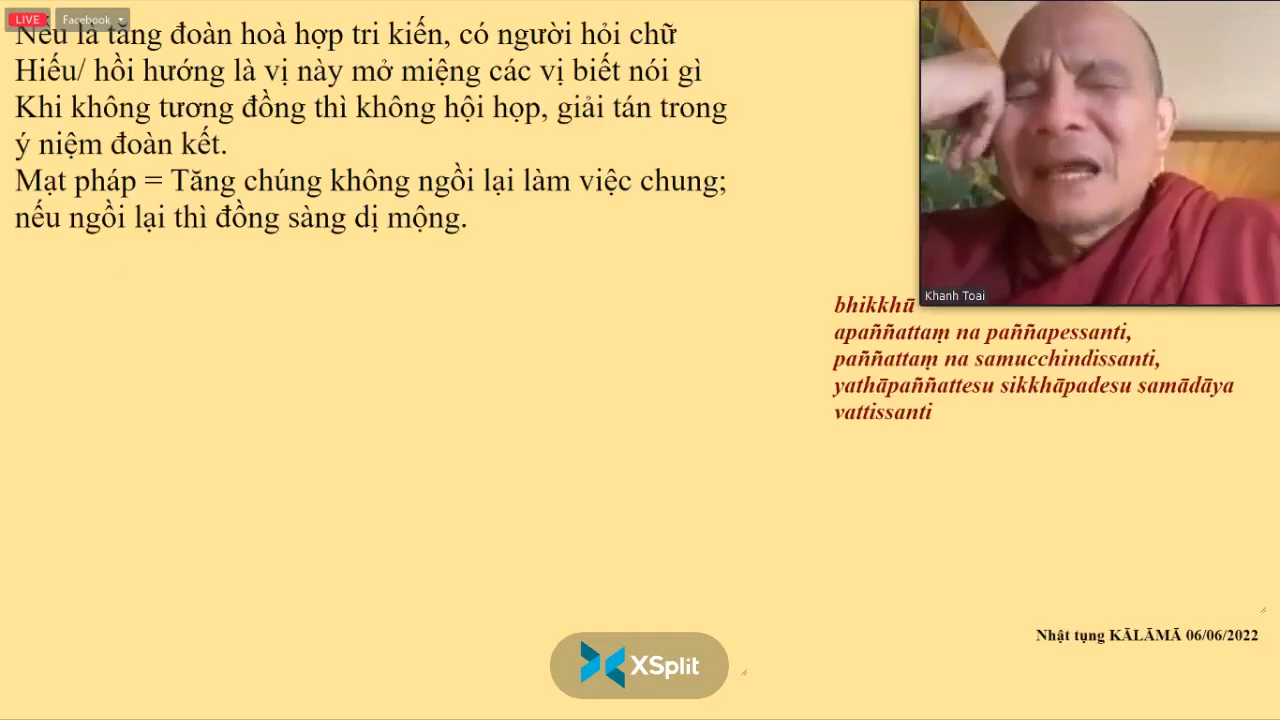 LIVE Facebook
Nếu là tăng đoàn hoà hợp tri kiến, có người hỏi chữ
Hiếu/ hồi hướng là vị này mở miệng các vị biết nói gì
Khi không tương đồng thì không hội họp, giải tán trong
ý niệm đoàn kết.
Mạt pháp = Tăng chúng không ngồi lại làm việc chung;
nếu ngồi lại thì đồng sàng dị mộng.
Khanh Toai
bhikkhū
apaññattaṃ na paññapessanti,
paññattaṃ na samucchindissanti,
yathāpaññattesu sikkhāpadesu samādāya
vattissanti
Nhật tụng KĀLĀMĀ 06/06/2022
XSplit